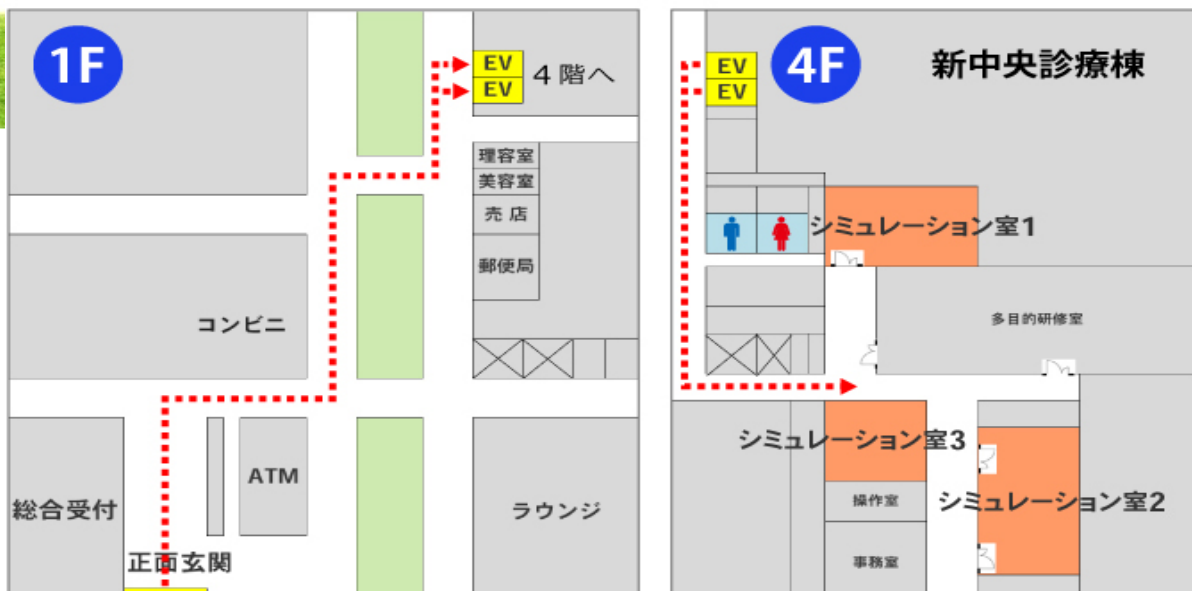 1F
EV
EV
4階へ
理容室
美容室
売店
郵便局
コンビニ
ATM
総合受付
ラウンジ
正面玄関
4F
新中央診療棟
EV
EV
シミュレーション室1
多目的研修室
シミュレーション室3
操作室
シミュレーション室2
事務室